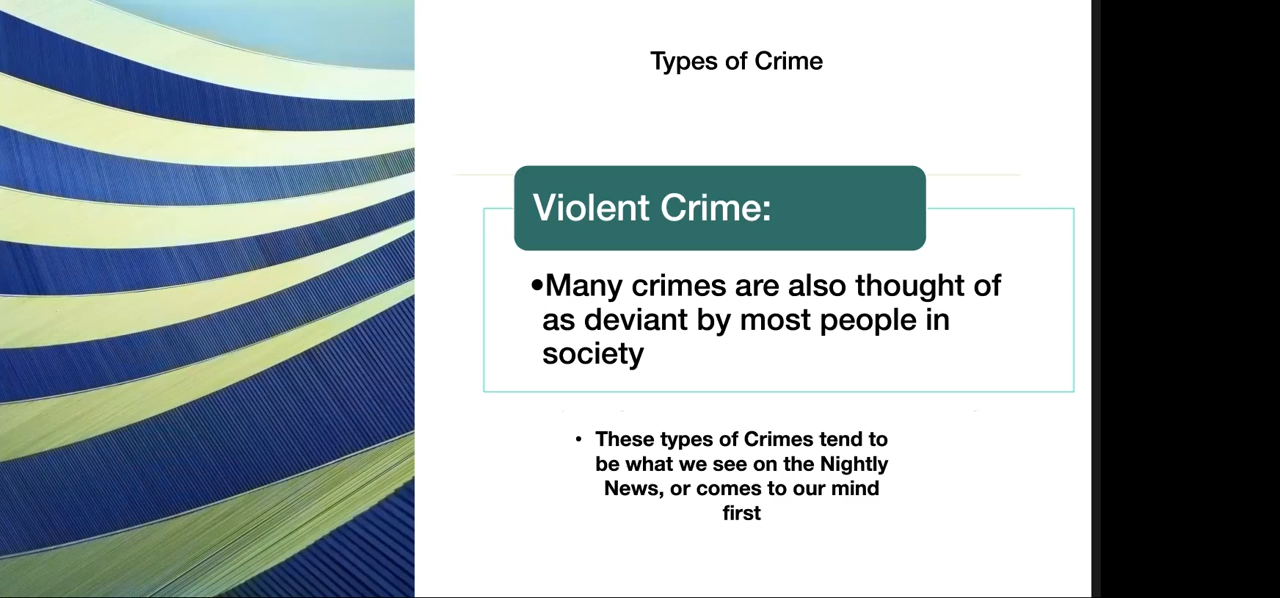 Types of Crime
Violent Crime:
•Many crimes are also thought of
as deviant by most people in
society
• These types of Crimes tend to
be what we see on the Nightly
News, or comes to our mind
first